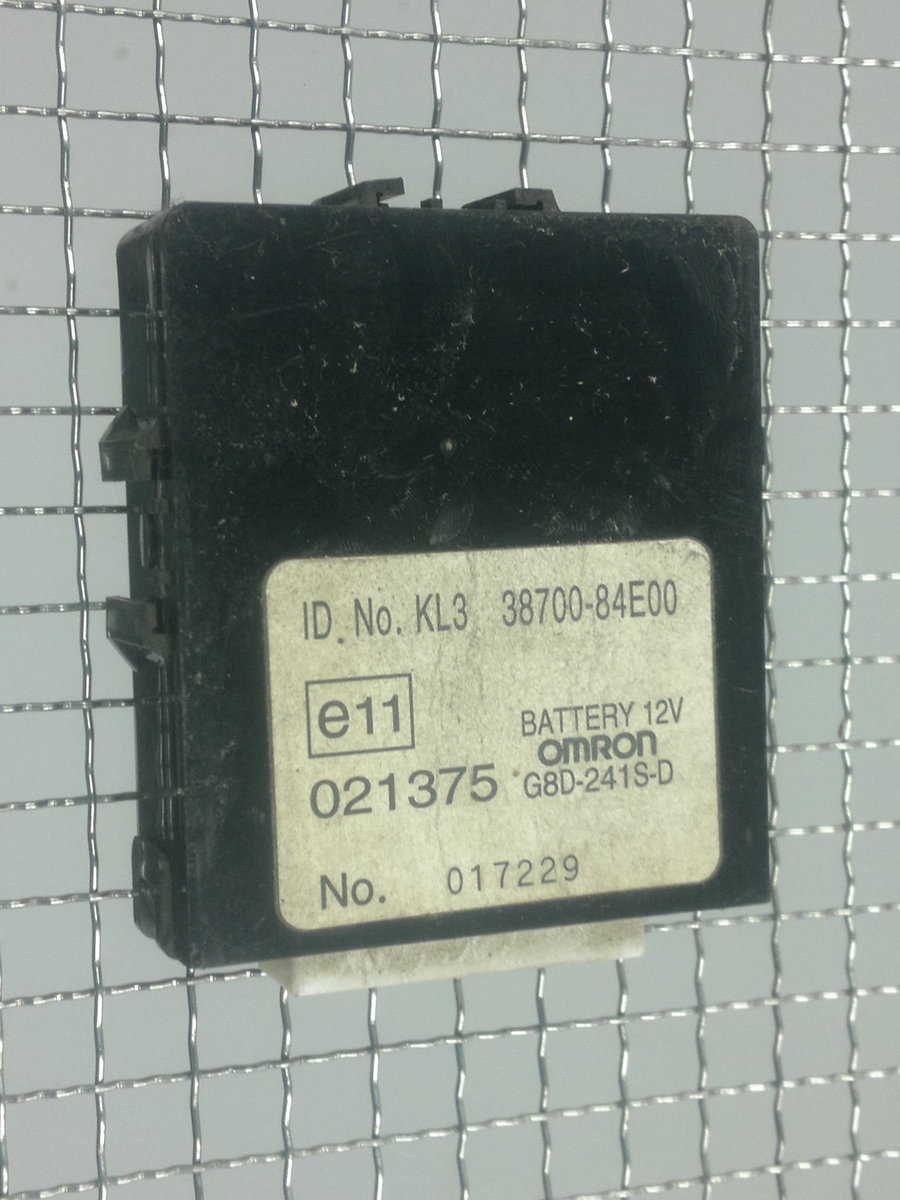 ID. No. KL3 38700-84E00
e11
BATTERY 12V
OMRON
021375
G8D-241S-D
No. 017229